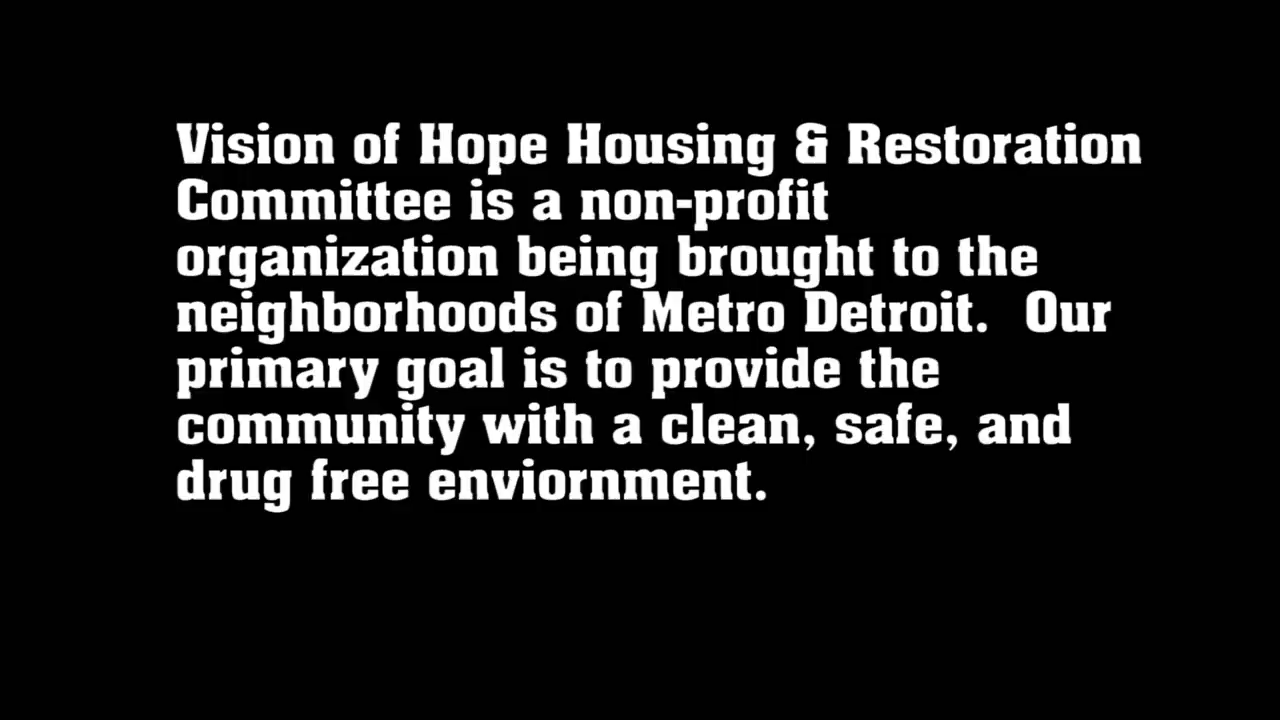 Vision of Hope Housing & Restoration
Committee is a non-profit
organization being brought to the
neighborhoods of Metro Detroit.  Our
primary goal is to provide the
community with a clean, safe, and
drug free enviornment.